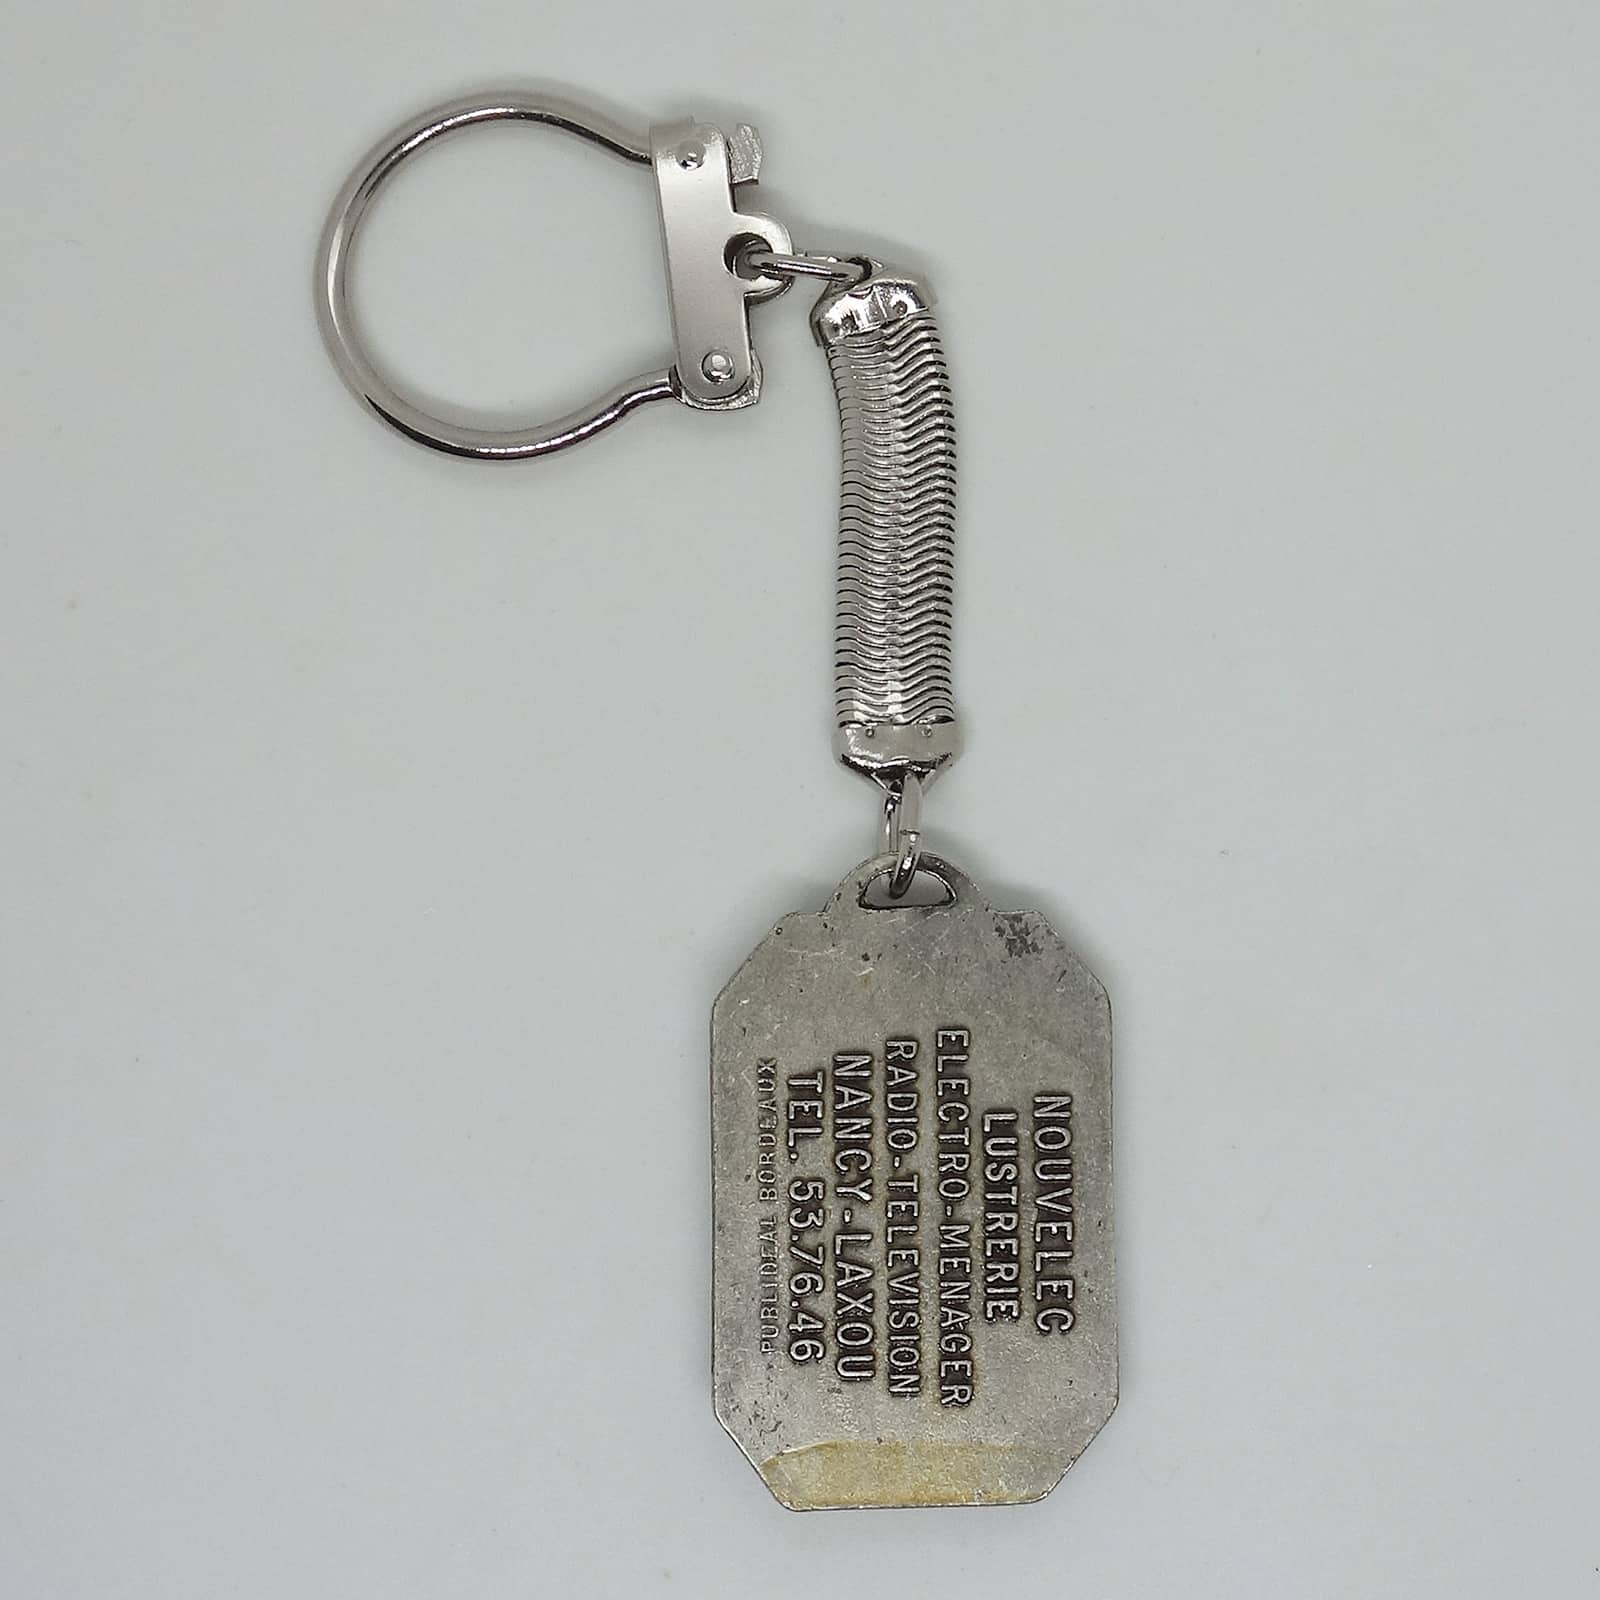 NOUVELEC
LUSTRERIE
ELECTRO-MENAGER
RADIO-TELEVISION
NANCY-LAXOU
TEL. 53.76.46
PUBLIDEAL BORDEAUX